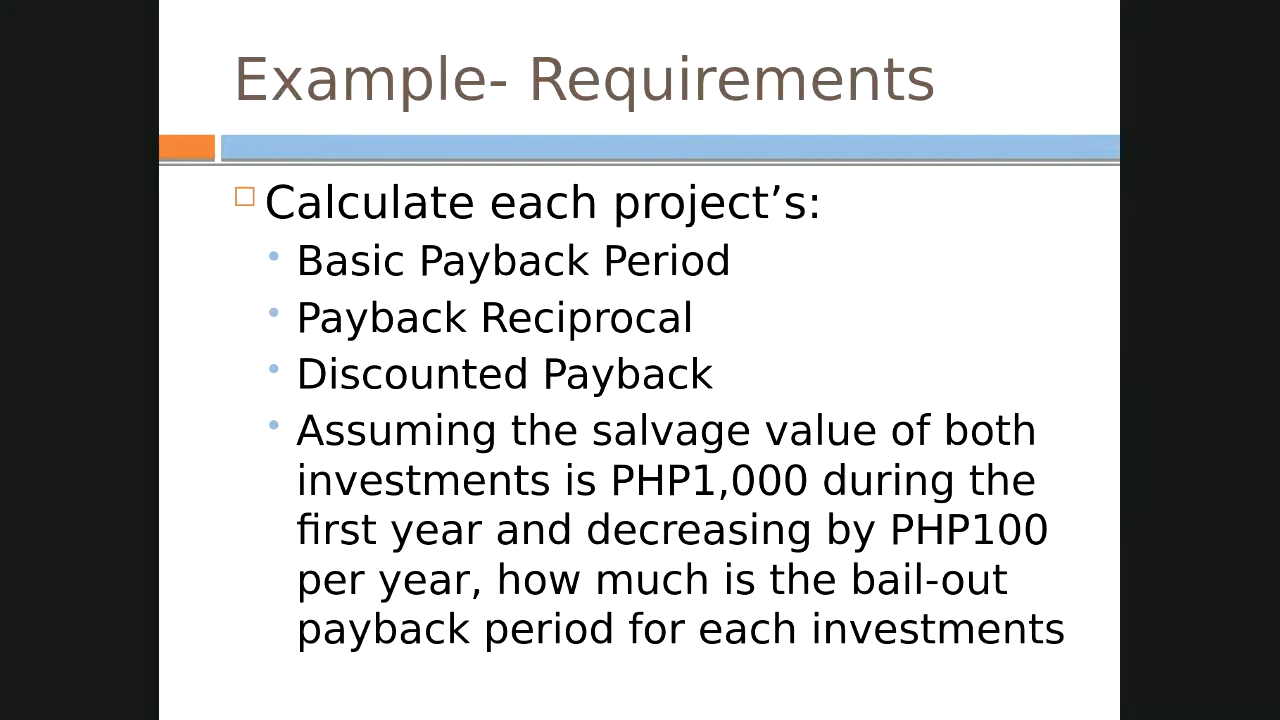 Example- Requirements
Calculate each project’s:
Basic Payback Period
Payback Reciprocal
Discounted Payback
Assuming the salvage value of both
investments is PHP1,000 during the
first year and decreasing by PHP100
per year, how much is the bail-out
payback period for each investments